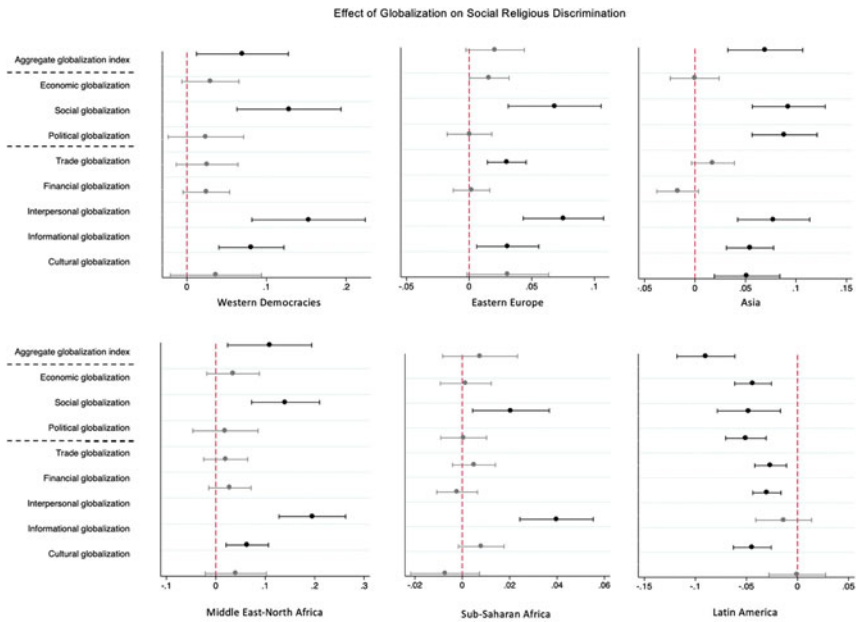 Effect of Globalization on Social Religious Discrimination
Aggregate globalization index
Economic globalization
Social globalization
Political globalization
Trade globalization
Financial globalization
Interpersonal globalization
Informational globalization
Cultural globalization
0 .1 .2
Western Democracies
-.05 0 .05 .1
Eastern Europe
-.05 0 .05 .1 .15
Asia
Aggregate globalization index
Economic globalization
Social globalization
Political globalization
Trade globalization
Financial globalization
Interpersonal globalization
Informational globalization
Cultural globalization
-.1 0 .1 .2 .3
Middle East-North Africa
-.02 0 .02 .04 .06
Sub-Saharan Africa
-.15 -.1 -.05 0 .05
Latin America